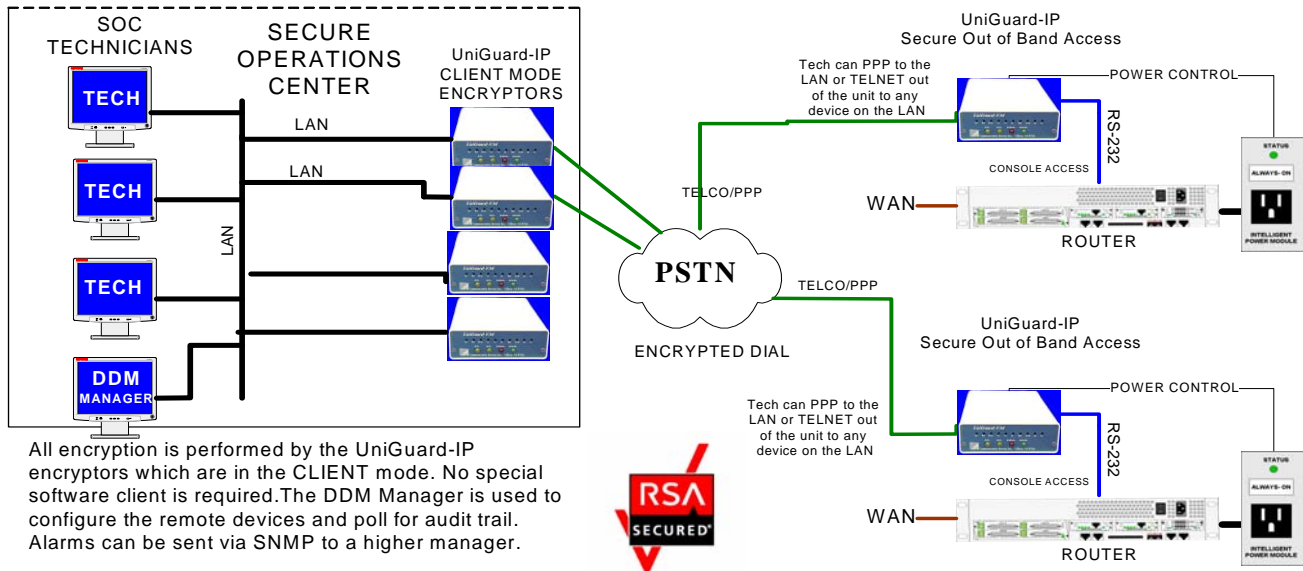 SOC
TECHNICIANS
SECURE
OPERATIONS
CENTER
UniGuard-IP
CLIENT MODE
ENCRYPTORS
TECH
TECH
TECH
DDM
MANAGER
LAN
LAN
LAN
All encryption is performed by the UniGuard-IP
encryptors which are in the CLIENT mode. No special
software client is required.The DDM Manager is used to
configure the remote devices and poll for audit trail.
Alarms can be sent via SNMP to a higher manager.
PSTN
ENCRYPTED DIAL
TELCO/PPP
TELCO/PPP
RSA
SECURED
UniGuard-IP
Secure Out of Band Access
Tech can PPP to the
LAN or TELNET out
of the unit to any
device on the LAN
POWER CONTROL
RS-232
CONSOLE ACCESS
WAN
ROUTER
STATUS
ALWAYS- ON
INTELLIGENT
POWER MODULE
UniGuard-IP
Secure Out of Band Access
Tech can PPP to the
LAN or TELNET out
of the unit to any
device on the LAN
POWER CONTROL
RS-232
CONSOLE ACCESS
WAN
ROUTER
STATUS
ALWAYS- ON
INTELLIGENT
POWER MODULE